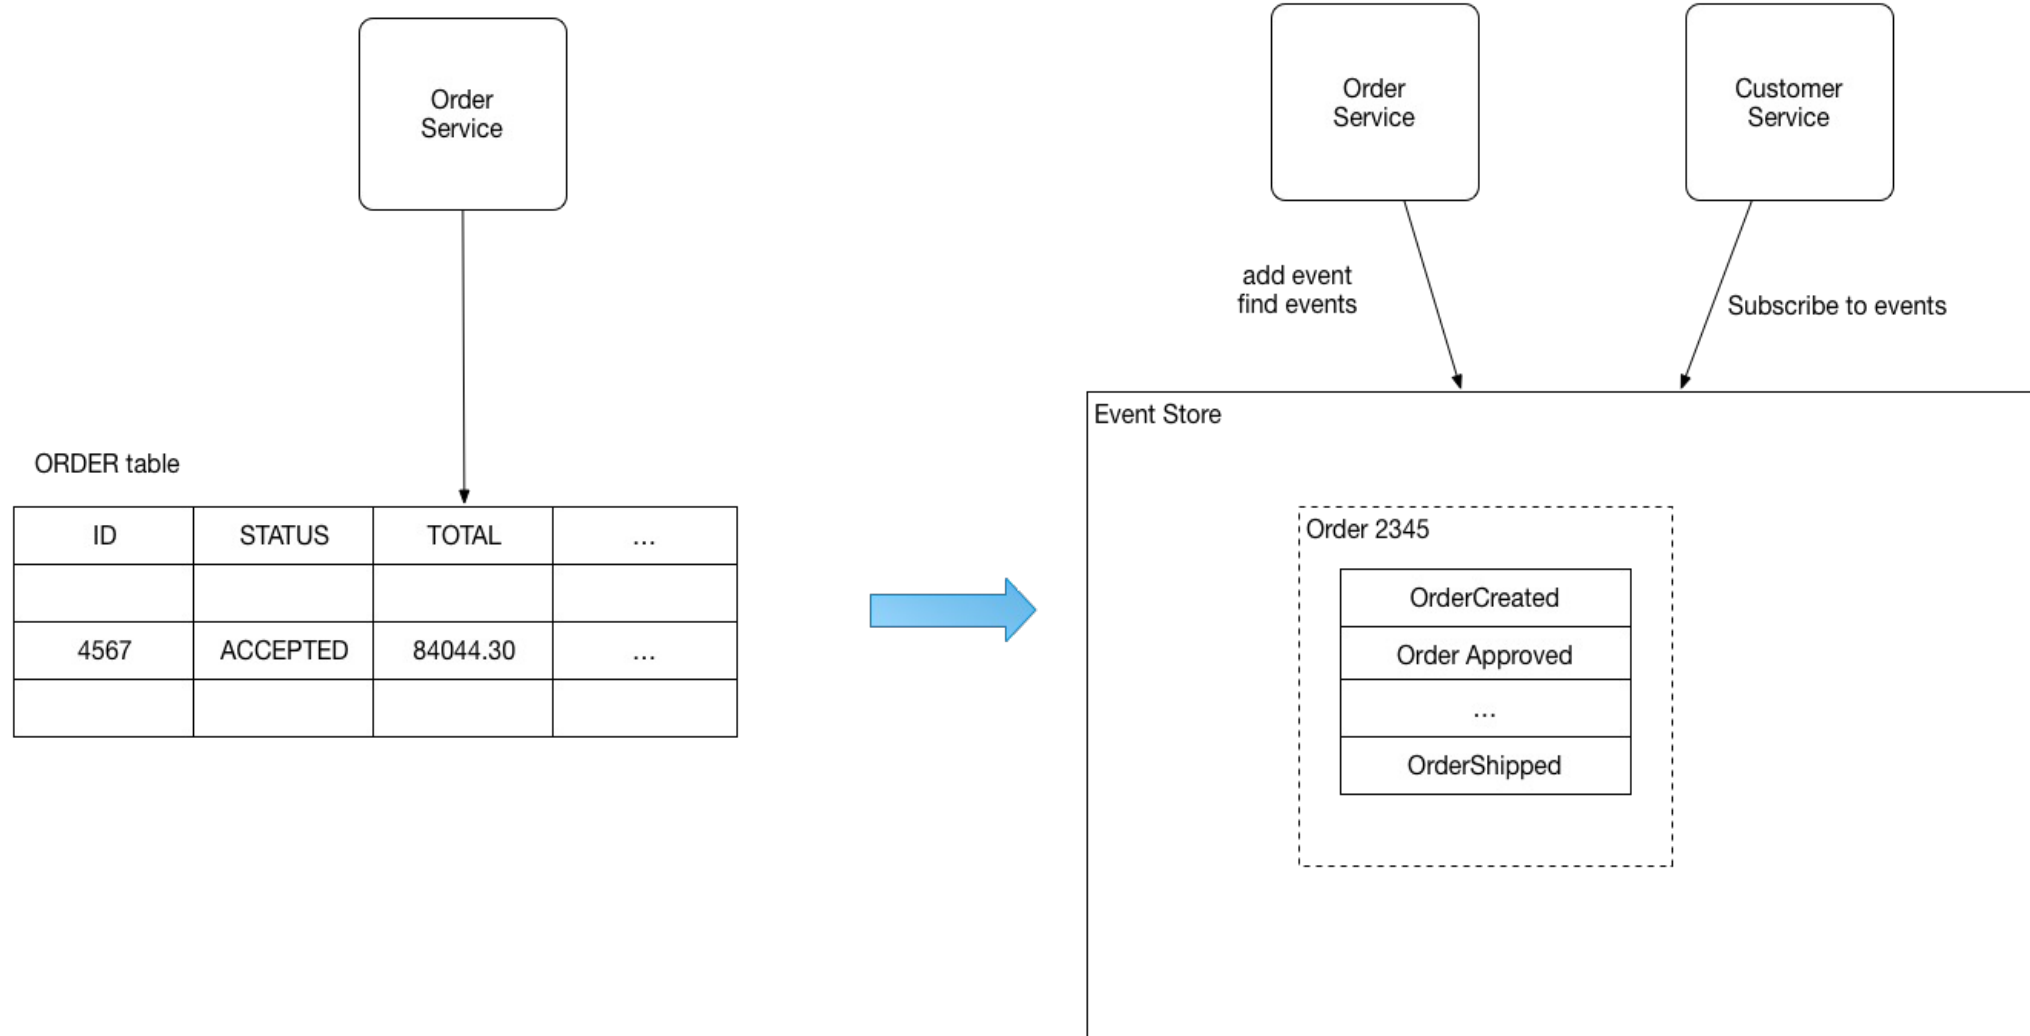 Order
Service
ORDER table
ID STATUS TOTAL ...
4567 ACCEPTED 84044.30 ...
Order
Service
Customer
Service
add event
find events
Subscribe to events
Event Store
Order 2345
OrderCreated
Order Approved
...
OrderShipped